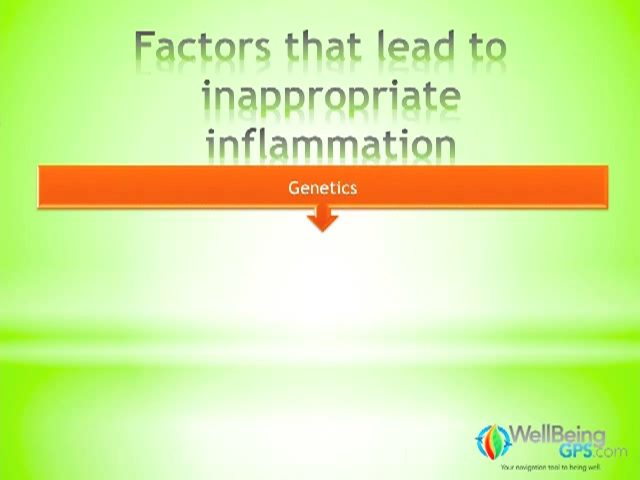 Factors that lead to
inappropriate
inflammation
Genetics
WellBeing
GPS.com
Your navigation tool to being well.